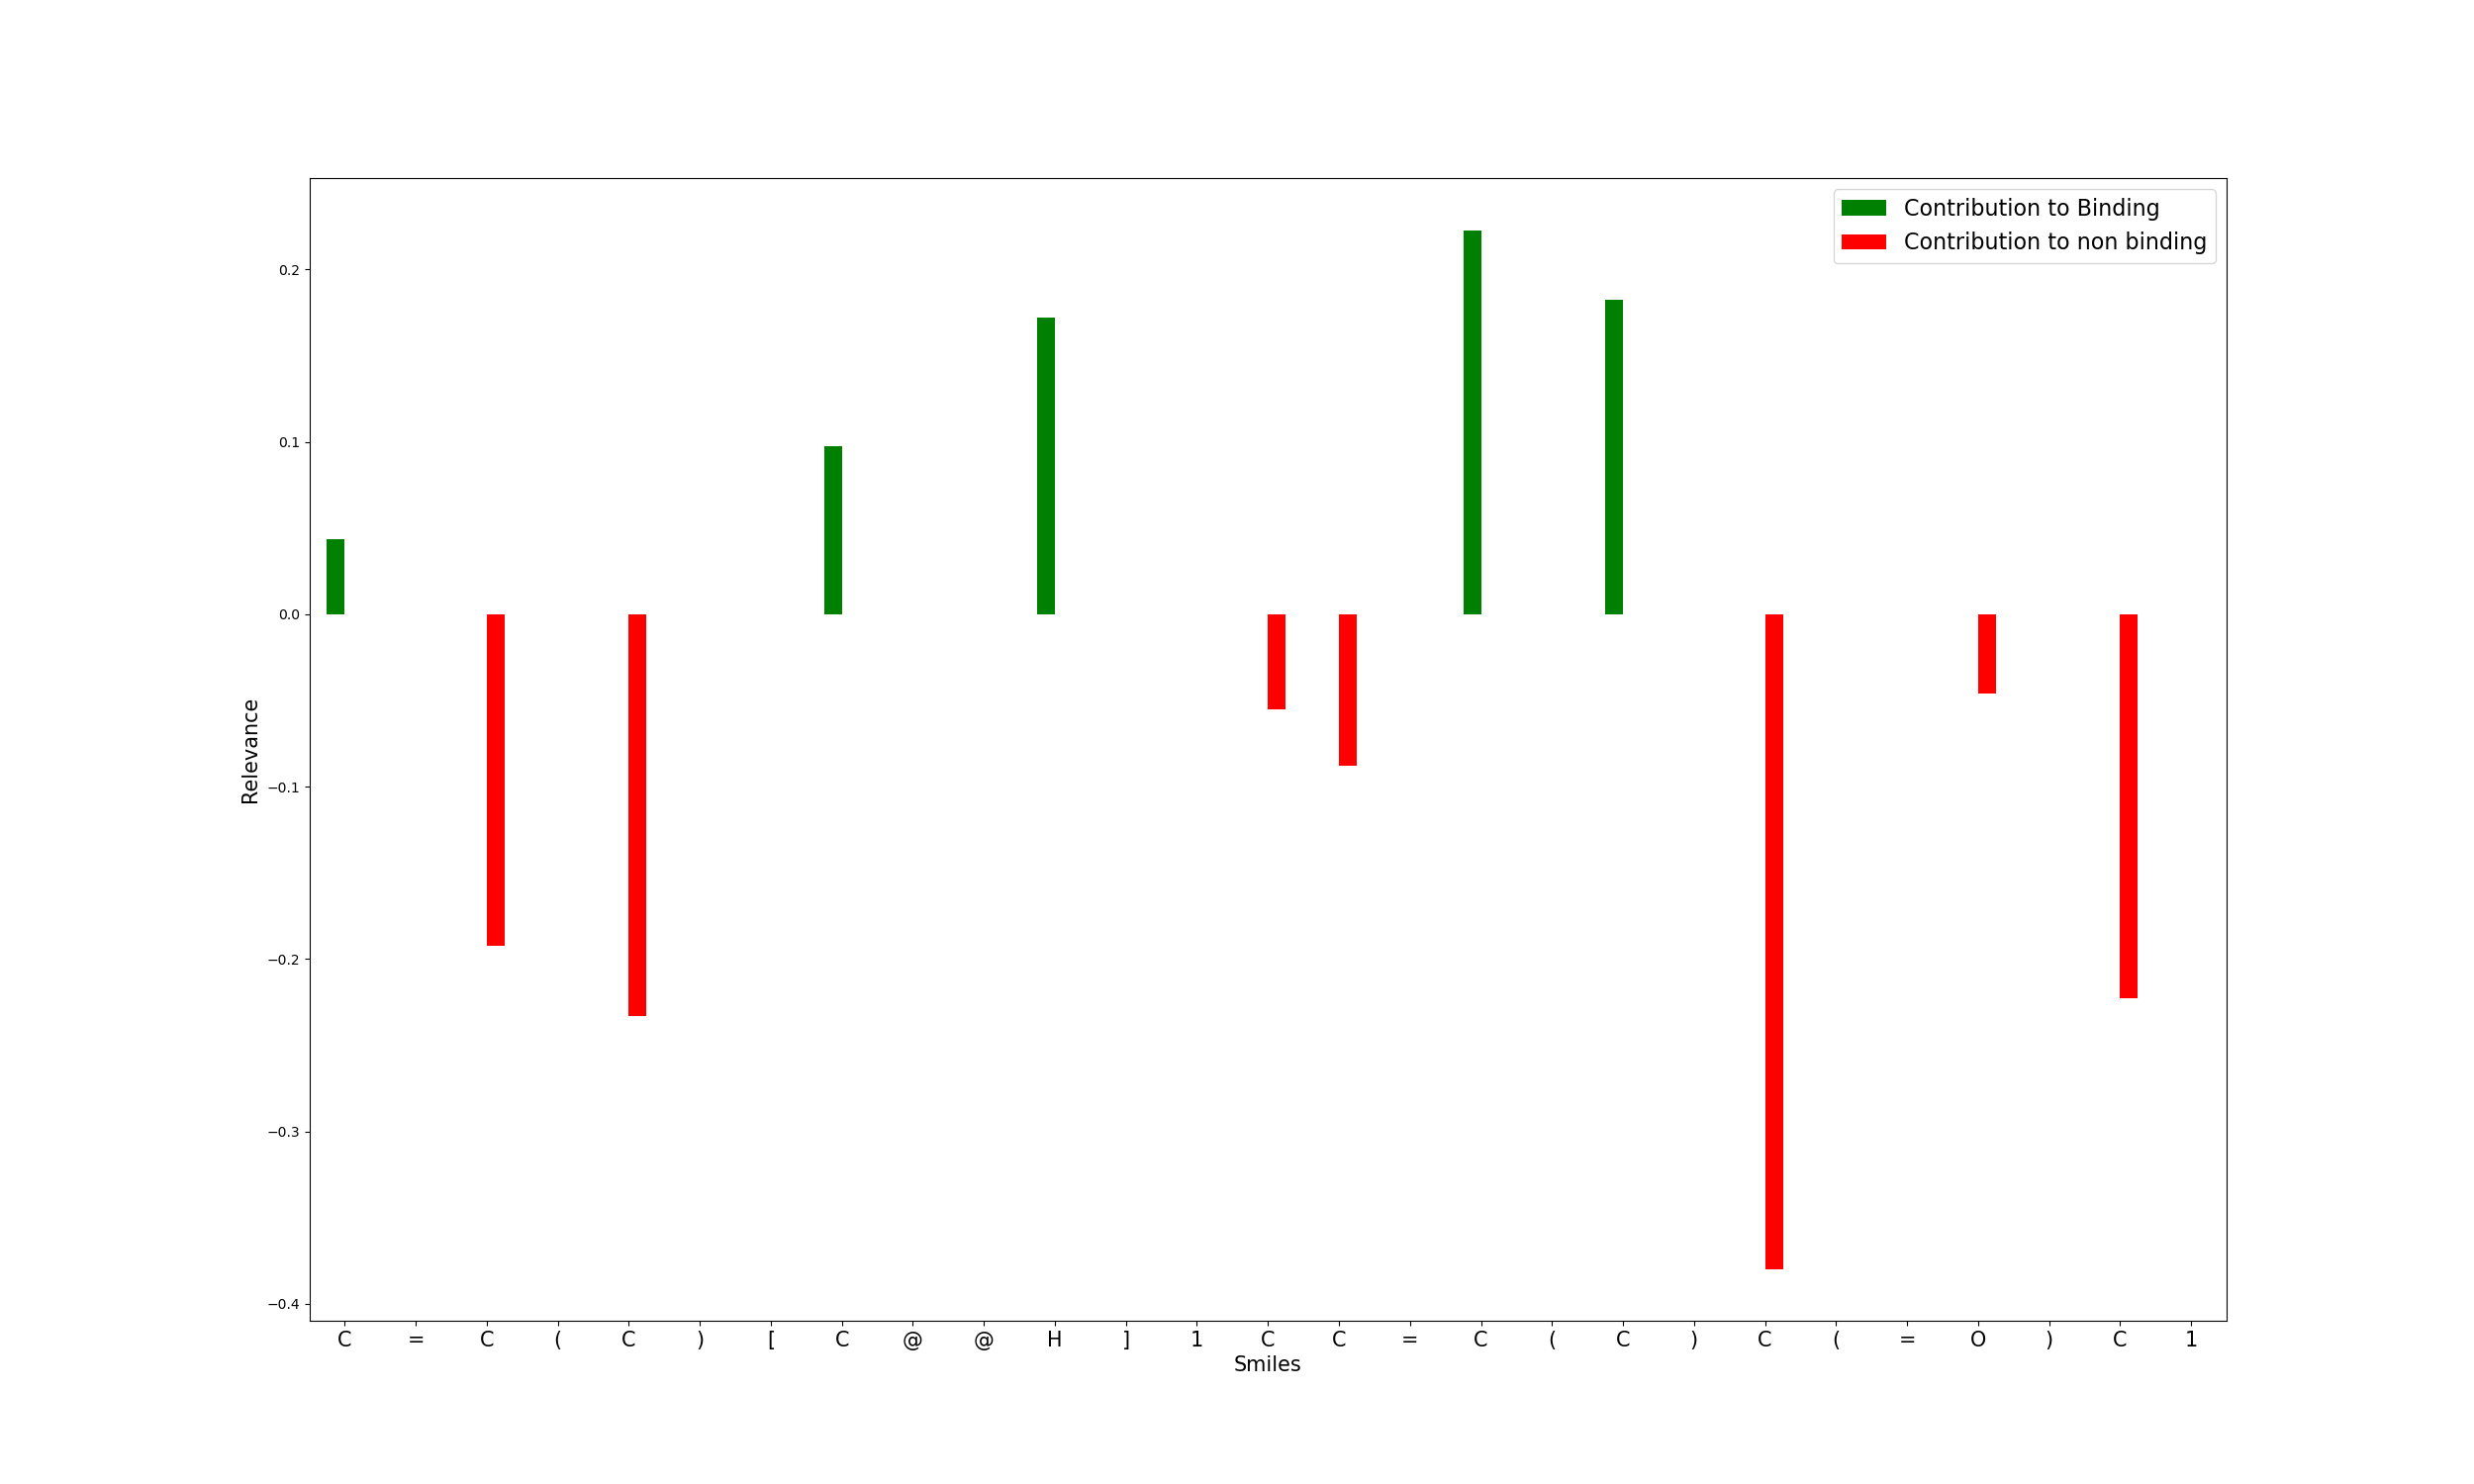 Contribution to Binding
Contribution to non binding
0.2
0.1
0.0
−0.1
−0.2
−0.3
−0.4
Relevance
C = C ( C ) [ C @ @ H ] 1 C C = C ( C ) C ( = O ) C 1
Smiles